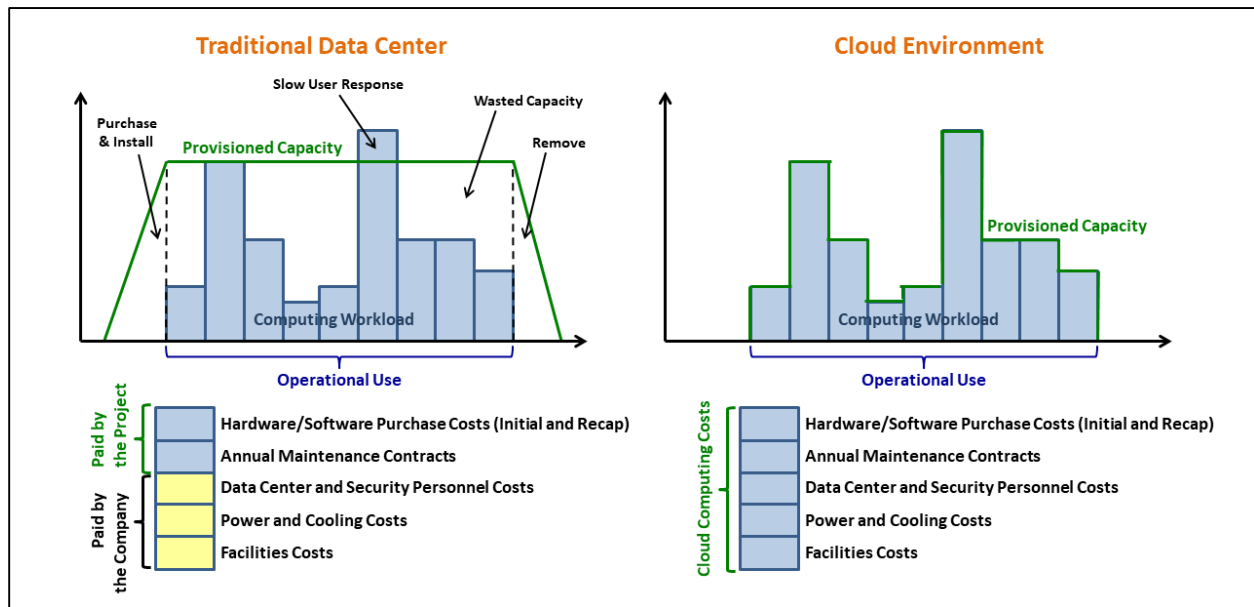 Traditional Data Center
Slow User Response
Wasted Capacity
Purchase
& Install
Provisioned Capacity
Remove
Computing Workload
Operational Use
Paid by
the Project
Hardware/Software Purchase Costs (Initial and Recap)
Annual Maintenance Contracts
Paid by
the Company
Data Center and Security Personnel Costs
Power and Cooling Costs
Facilities Costs
Cloud Environment
Provisioned Capacity
Computing Workload
Operational Use
Cloud Computing Costs
Hardware/Software Purchase Costs (Initial and Recap)
Annual Maintenance Contracts
Data Center and Security Personnel Costs
Power and Cooling Costs
Facilities Costs